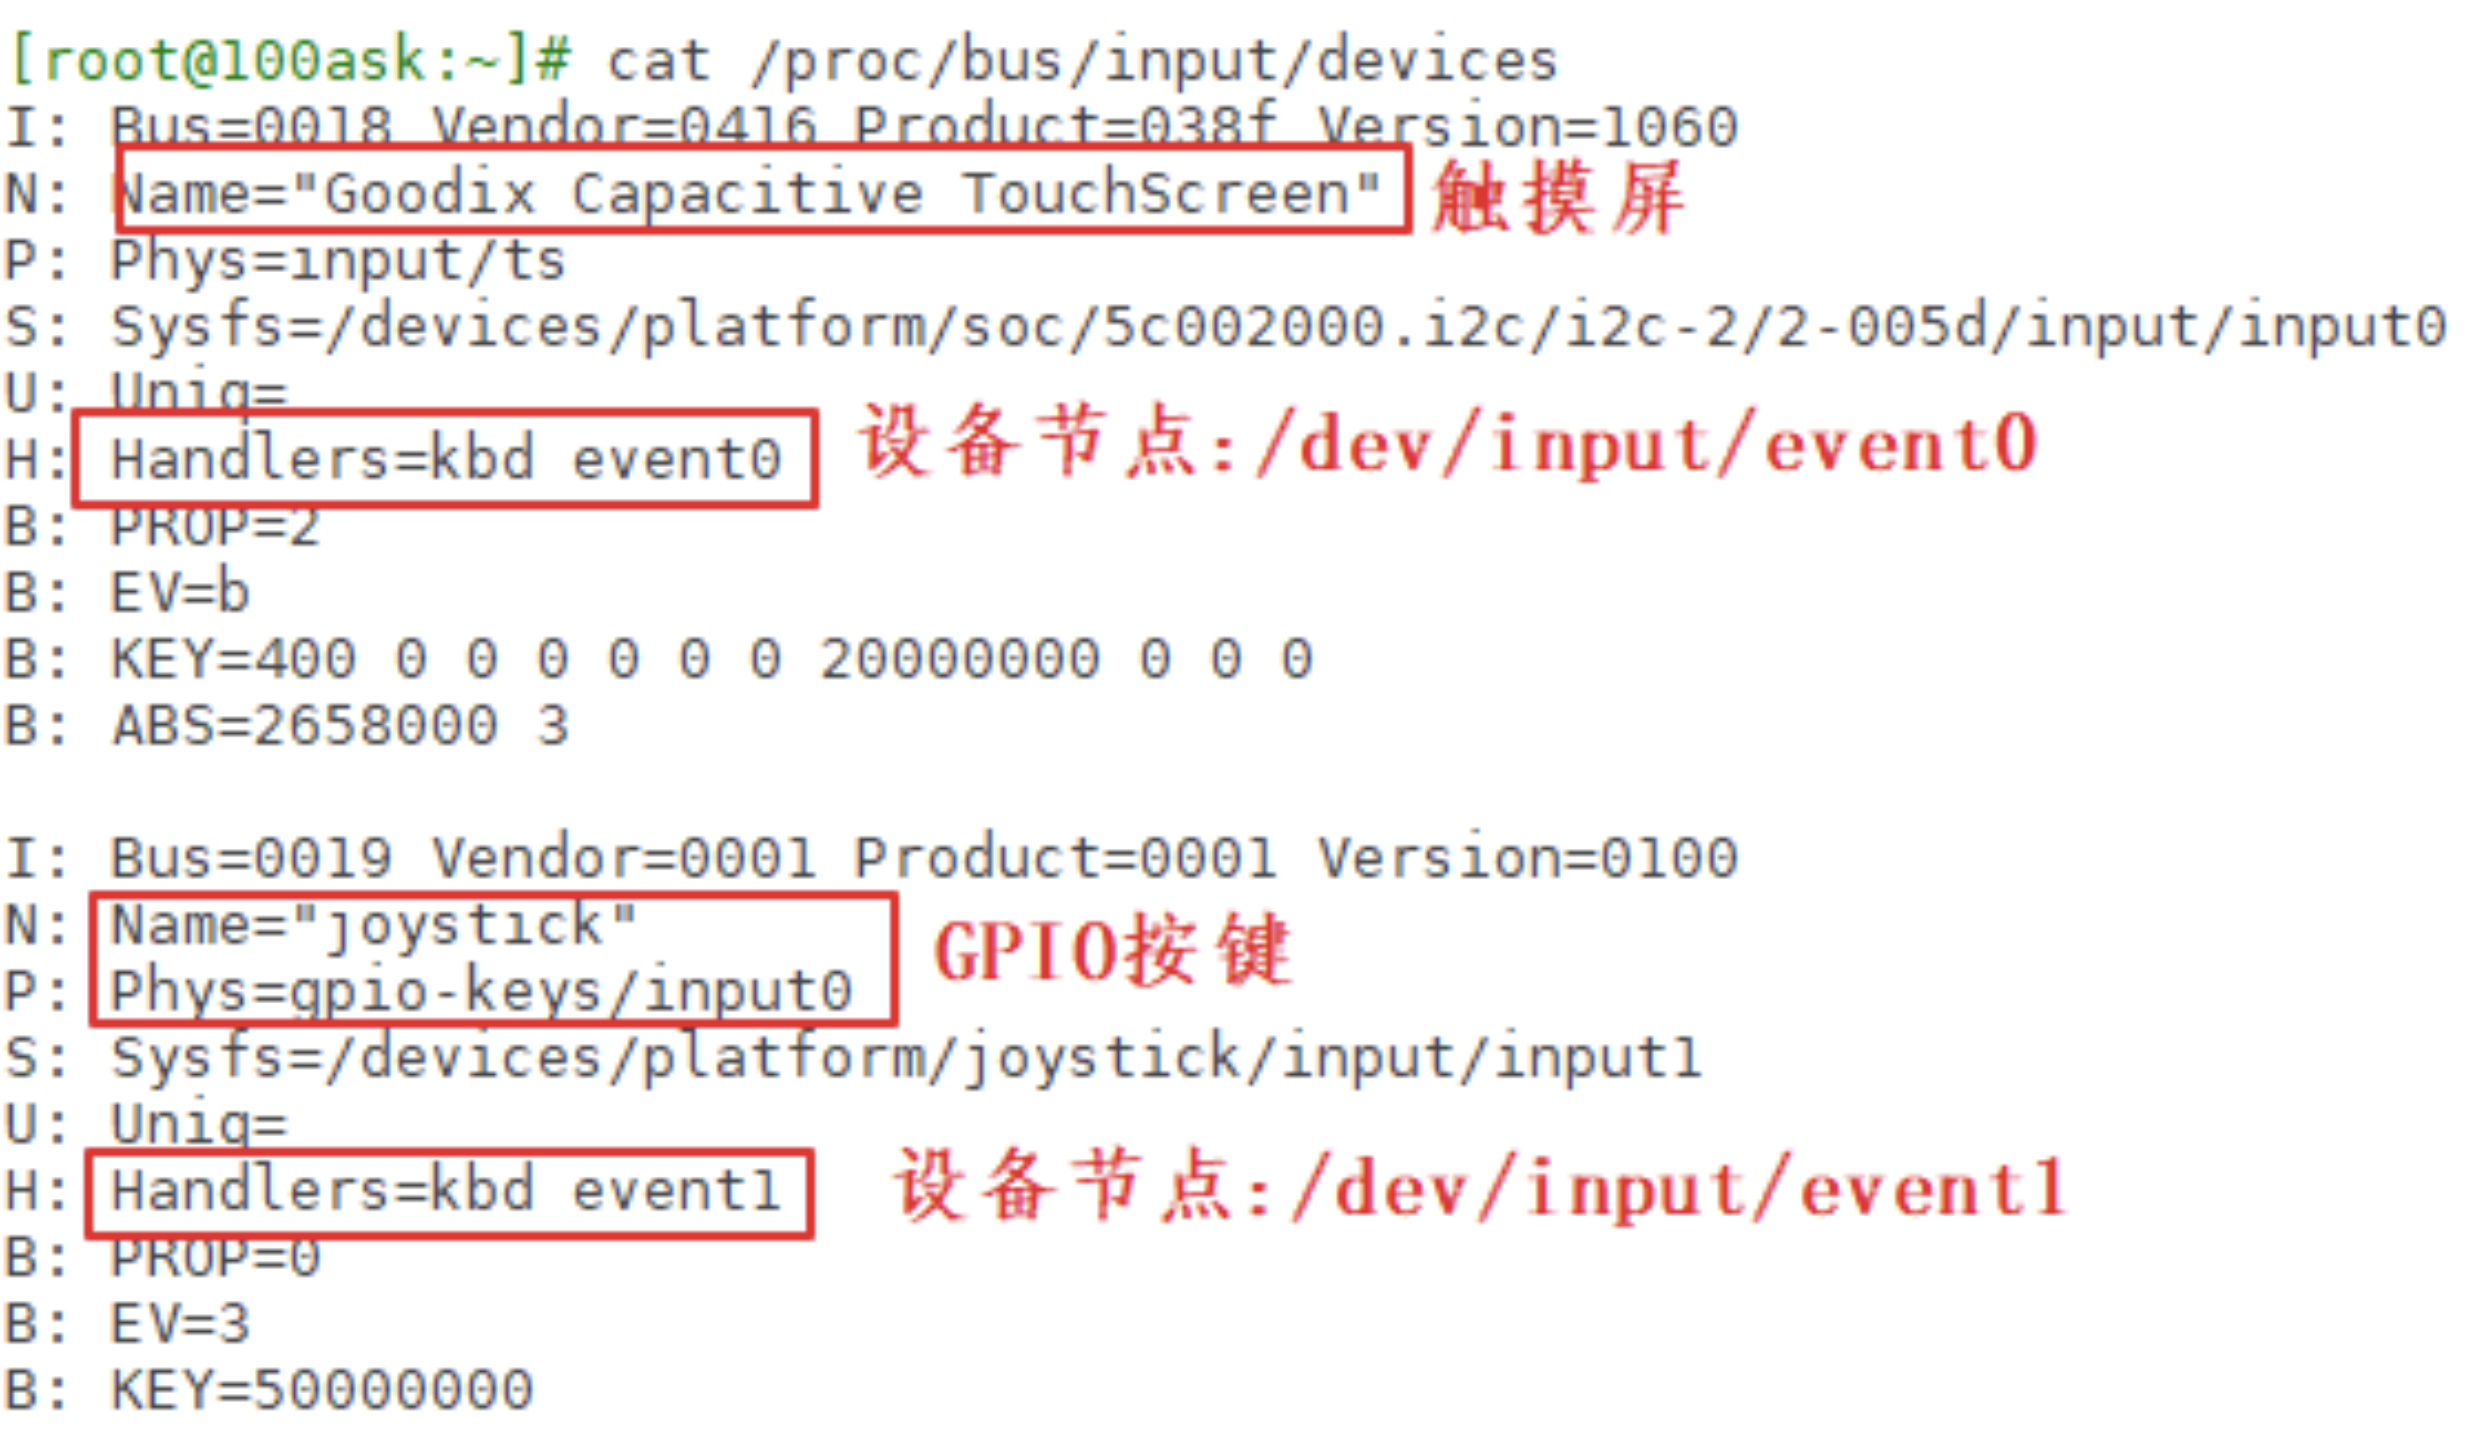 [root@100ask:~]# cat /proc/bus/input/devices
I: Bus=0018 Vendor=0416 Product=038f Version=1060
N: Name="Goodix Capacitive TouchScreen" 触摸屏
P: Phys=input/ts
S: Sysfs=/devices/platform/soc/5c002000.i2c/i2c-2/2-005d/input/input0
U: Uniq=
H: Handlers=kbd event0 设备节点:/dev/input/event0
B: PROP=2
B: EV=b
B: KEY=400 0 0 0 0 0 0 20000000 0 0 0
B: ABS=2658000 3
I: Bus=0019 Vendor=0001 Product=0001 Version=0100
N: Name="joystick" GPIO按键
P: Phys=gpio-keys/input0
S: Sysfs=/devices/platform/joystick/input/input1
U: Uniq=
H: Handlers=kbd event1 设备节点:/dev/input/event1
B: PROP=0
B: EV=3
B: KEY=50000000